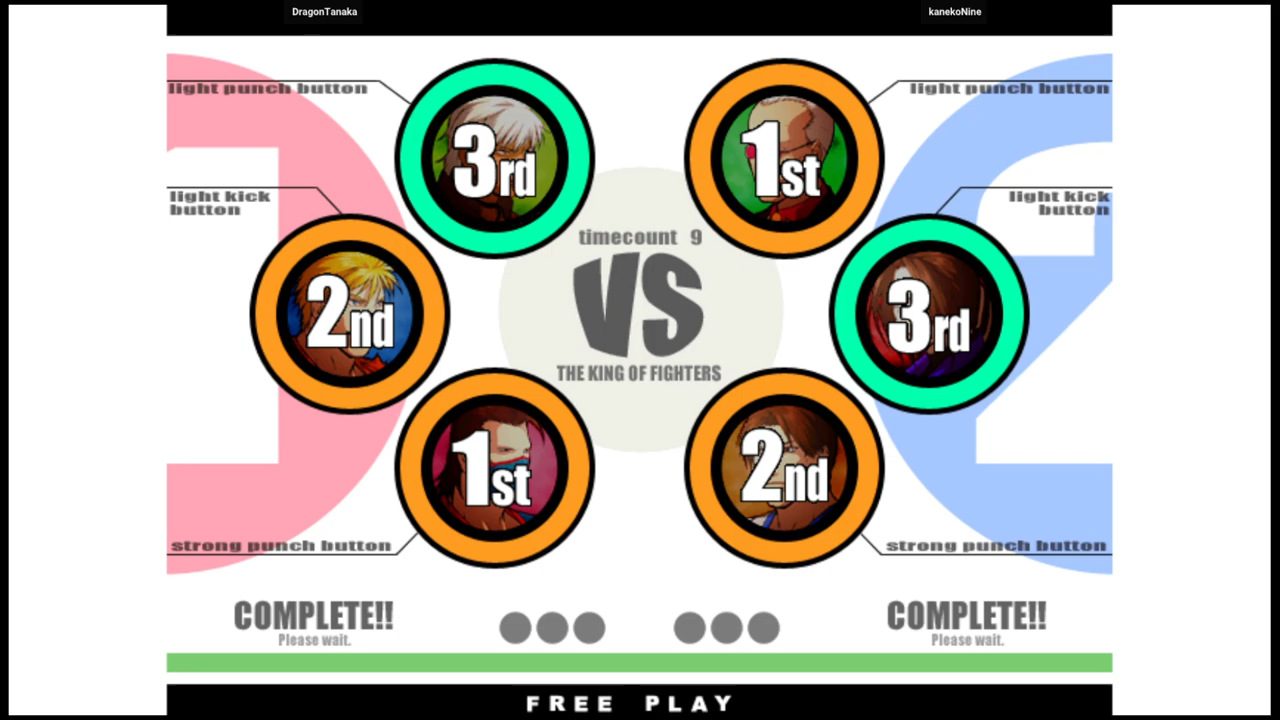 DragonTanaka
kanekoNine
light punch button
light punch button
3rd
1st
light kick
button
light kick
button
timecount 9
VS
THE KING OF FIGHTERS
2nd
3rd
1st
2nd
strong punch button
strong punch button
COMPLETE!!
Please wait.
COMPLETE!!
Please wait.
FREE PLAY
1
2